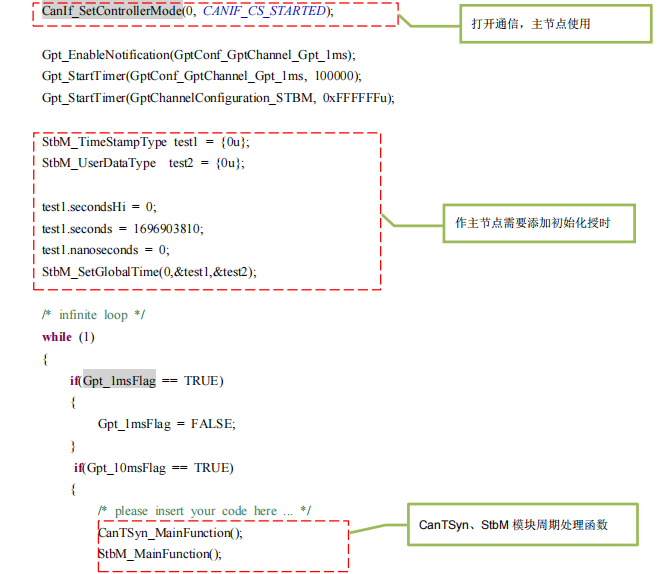 CanIf_SetControllerMode(0, CANIF_CS_STARTED);
打开通信，主节点使用
Gpt_EnableNotification(GptConf_GptChannel_Gpt_1ms);
Gpt_StartTimer(GptConf_GptChannel_Gpt_1ms, 100000);
Gpt_StartTimer(GptChannelConfiguration_STBM, 0xFFFFFFu);
StbM_TimeStampType test1 = {0u};
StbM_UserDataType test2 = {0u};
test1.secondsHi = 0;
test1.seconds = 1696903810;
test1.nanoseconds = 0;
StbM_SetGlobalTime(0,&test1,&test2);
作主节点需要添加初始化授时
/* infinite loop */
while (1)
{
if(Gpt_1msFlag == TRUE)
{
Gpt_1msFlag = FALSE;
}
if(Gpt_10msFlag == TRUE)
{
/* please insert your code here ... */
CanTSyn_MainFunction();
StbM_MainFunction();
CanTSyn、StbM 模块周期处理函数